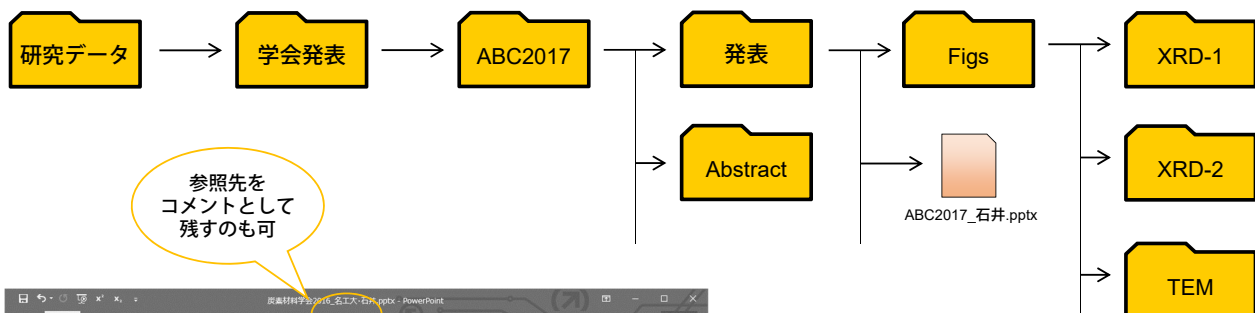 研究データ
学会発表
ABC2017
発表
Figs
XRD-1
Abstract
XRD-2
ABC2017_石井.pptx
TEM
参照先を
コメントとして
残すのも可
炭素材料学会2016_名工大・石井.pptx - PowerPoint